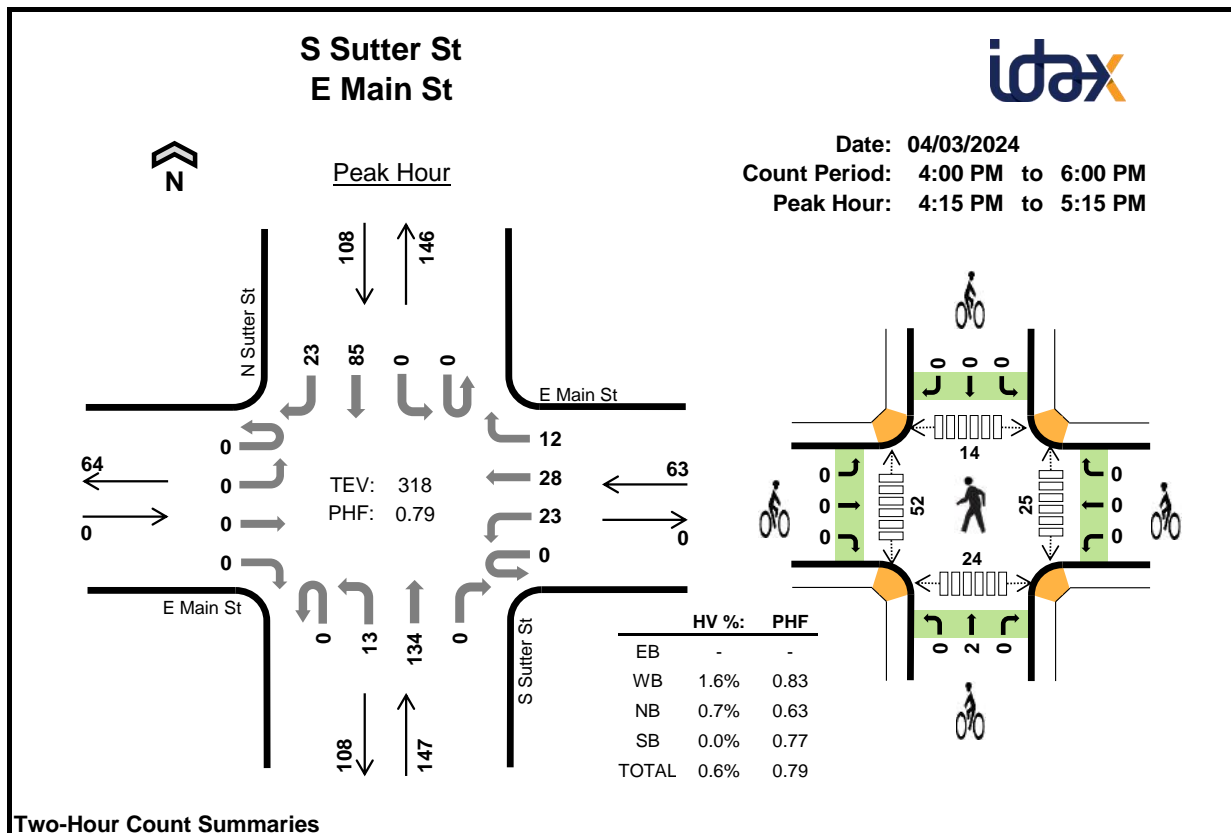 S Sutter St
E Main St
idax
Date: 04/03/2024
Count Period: 4:00 PM to 6:00 PM
Peak Hour: 4:15 PM to 5:15 PM
N
Peak Hour
108
146
N Sutter St
23
85
0
0
E Main St
0
0
0
0
64
0
TEV: 318
PHF: 0.79
12
28
23
0
63
0
E Main St
0
13
134
0
S Sutter St
108
147
HV %: PHF
EB - -
WB 1.6% 0.83
NB 0.7% 0.63
SB 0.0% 0.77
TOTAL 0.6% 0.79
0
0
0
14
0
0
0
52
25
0
0
0
24
0
2
0
Two-Hour Count Summaries